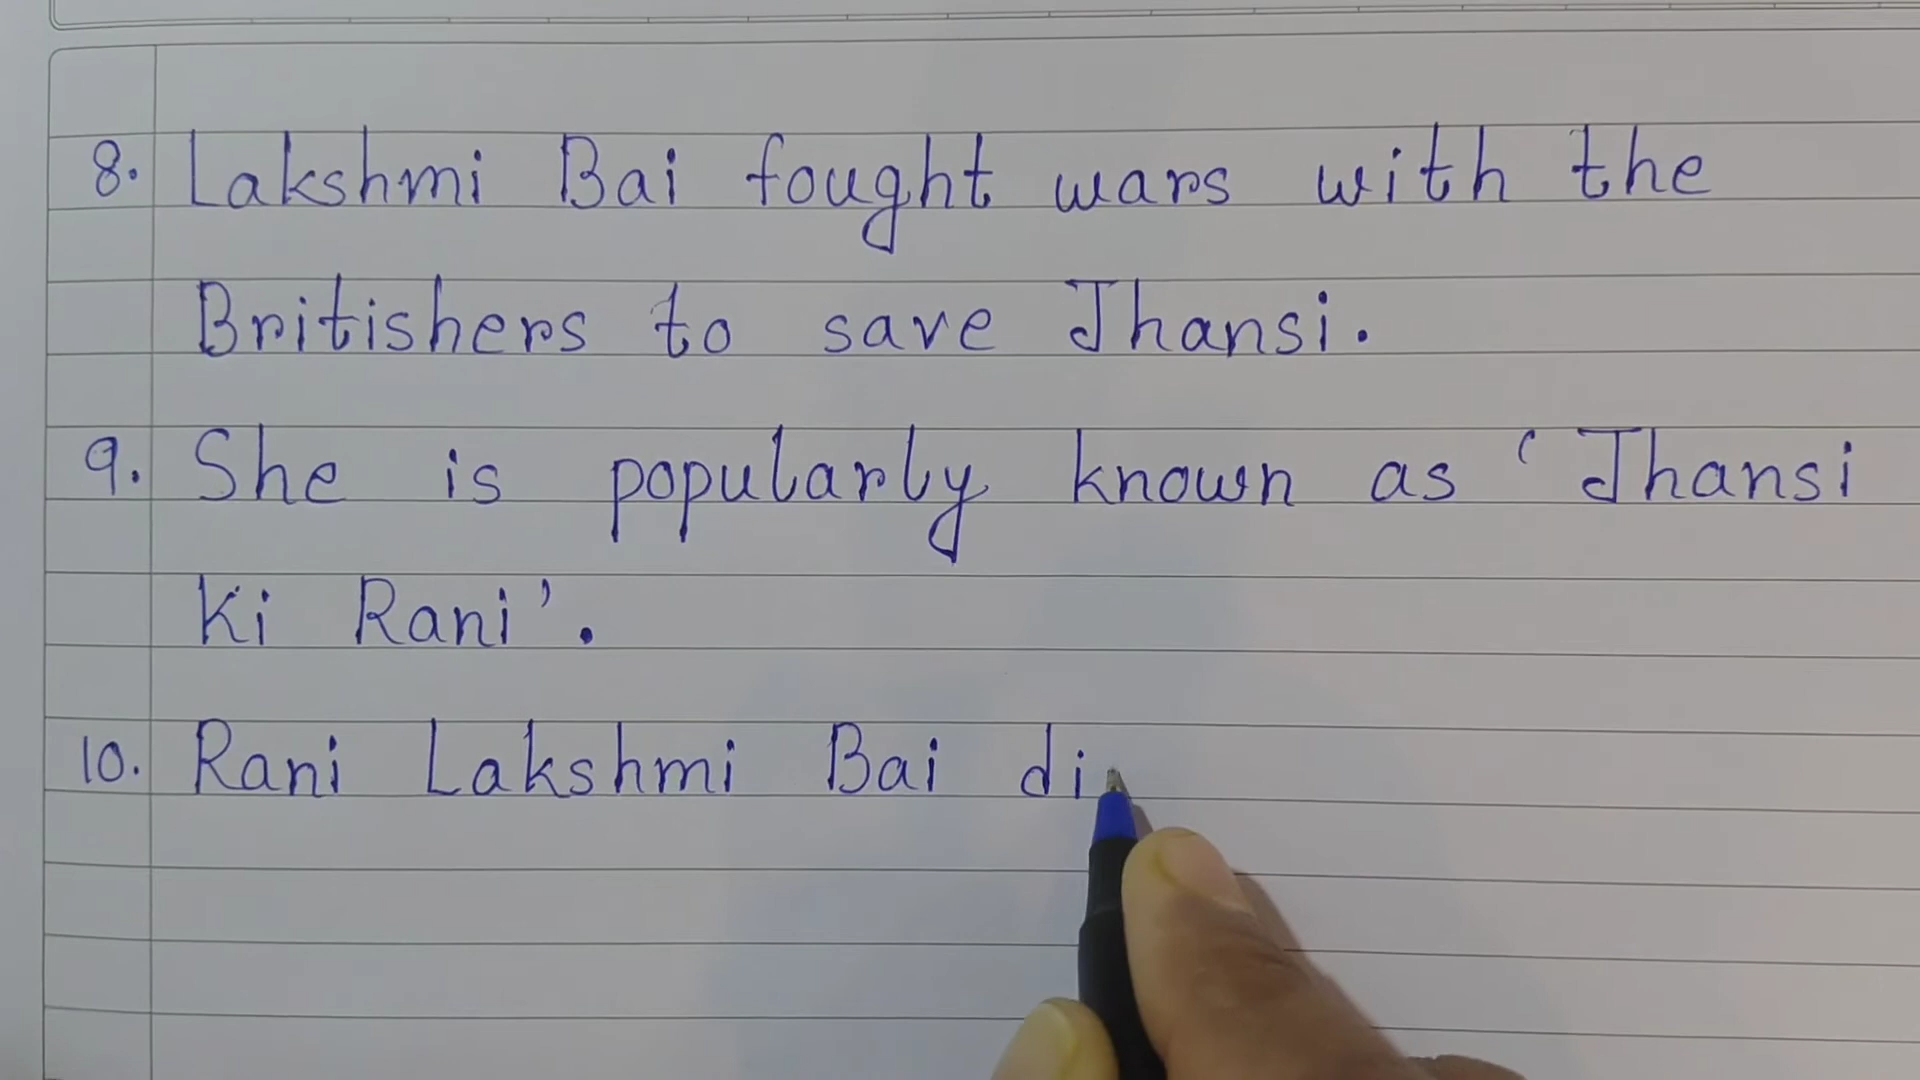 8. Lakshmi Bai fought wars with the
Britishers to save Jhansi.
9. She is popularly known as ‘Jhansi
Ki Rani’.
10. Rani Lakshmi Bai di